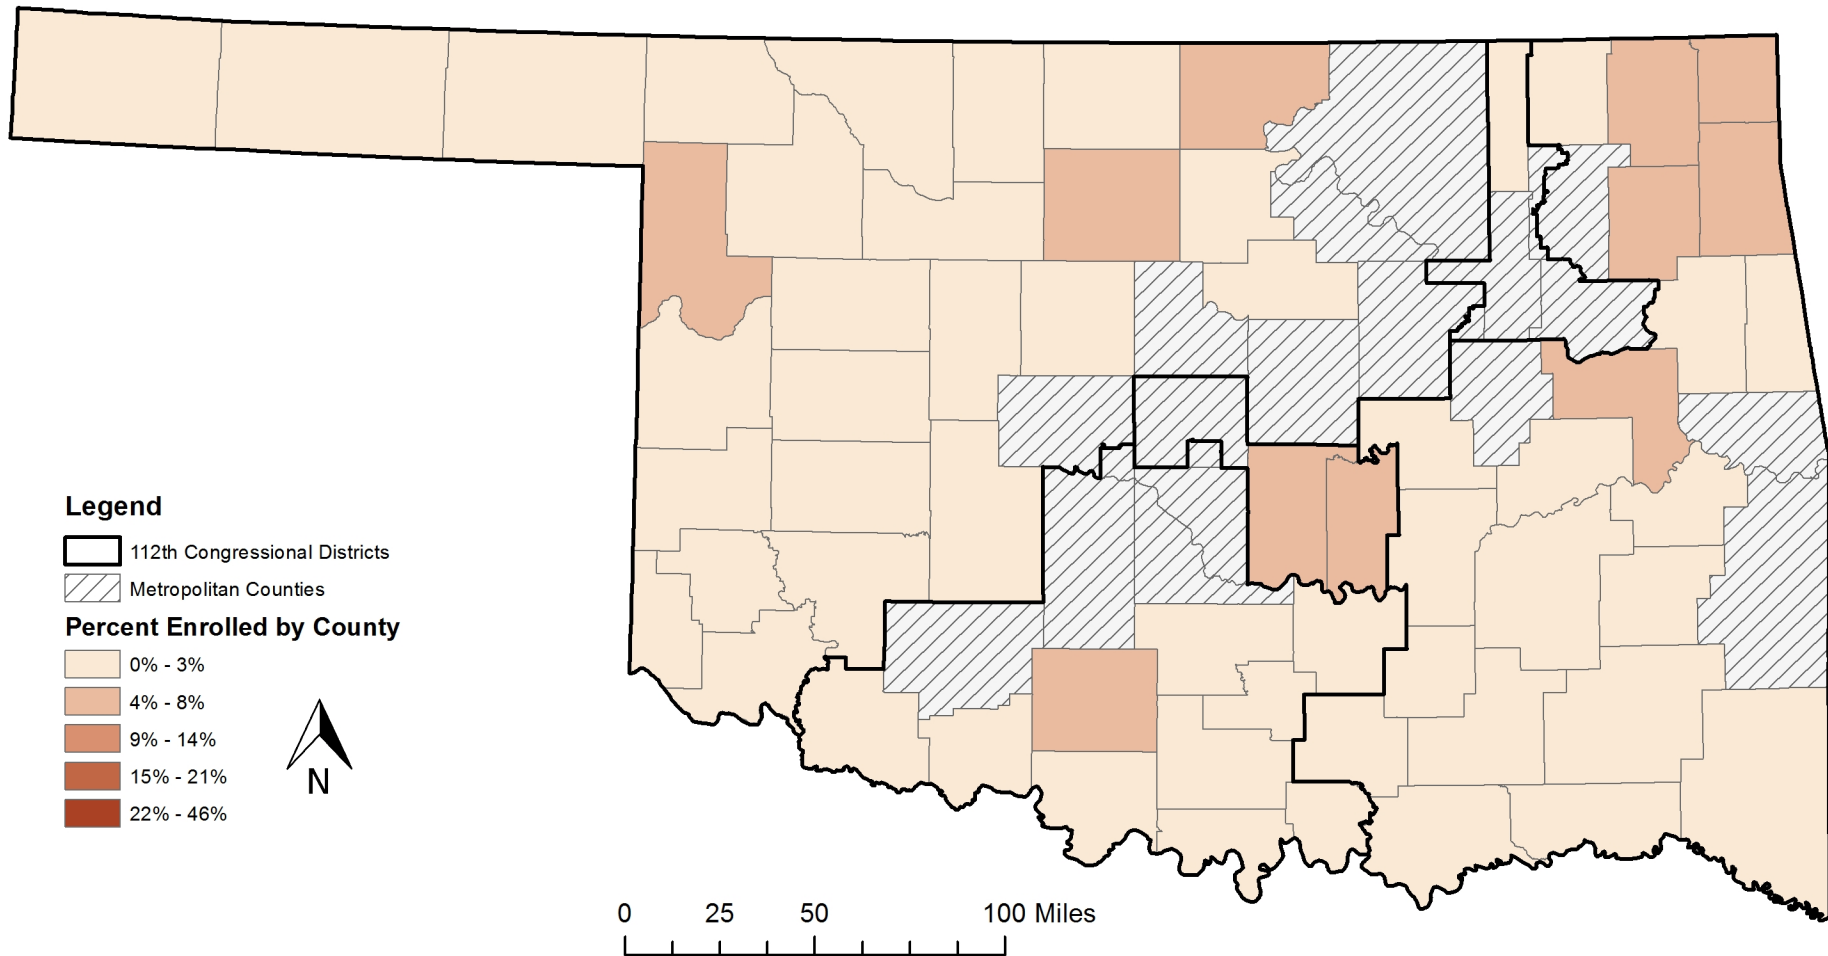 Legend
112th Congressional Districts
Metropolitan Counties
Percent Enrolled by County
0% - 3%
4% - 8%
9% - 14%
15% - 21%
22% - 46%
N
0 25 50 100 Miles